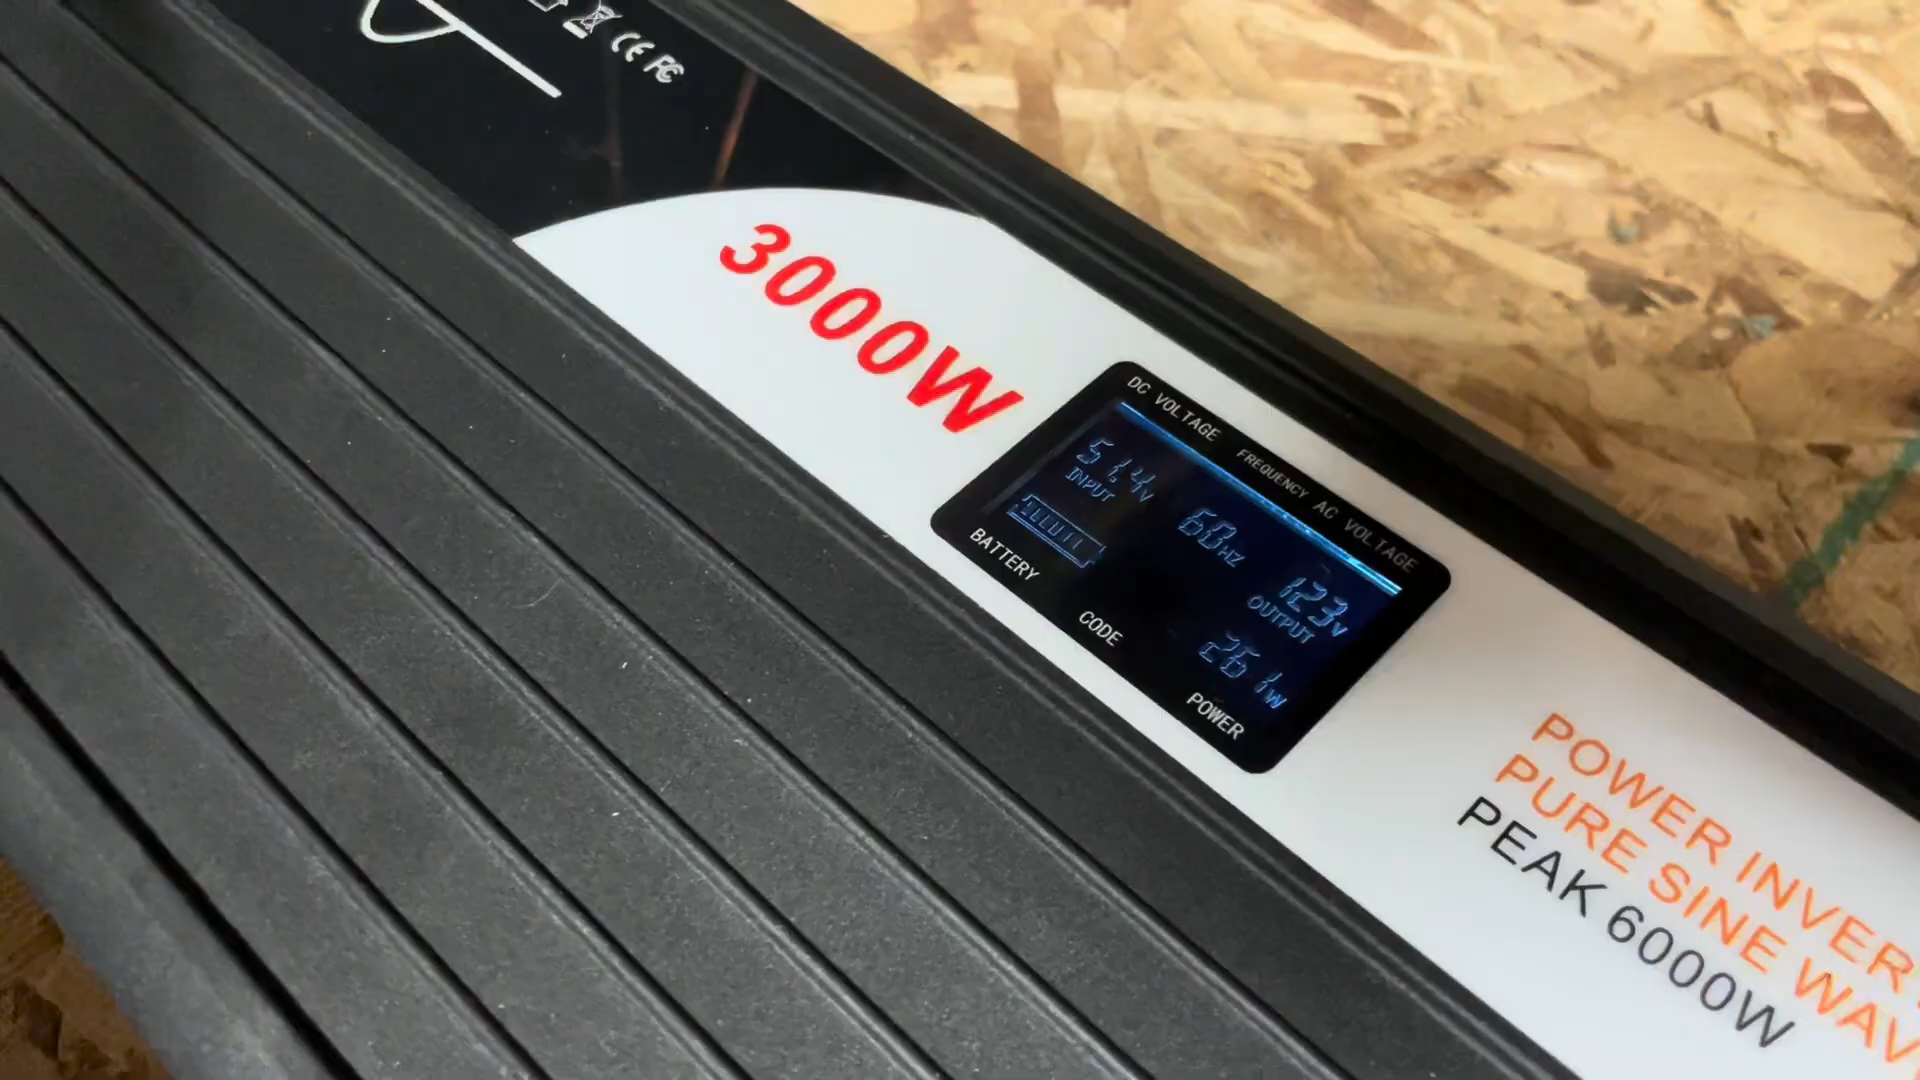 CE FC
3000W
DC VOLTAGE FREQUENCY AC VOLTAGE
51.4V
INPUT
60HZ
123V
OUTPUT
261W
BATTERY
CODE
POWER
POWER INVER
PURE SINE WAV
PEAK 6000W